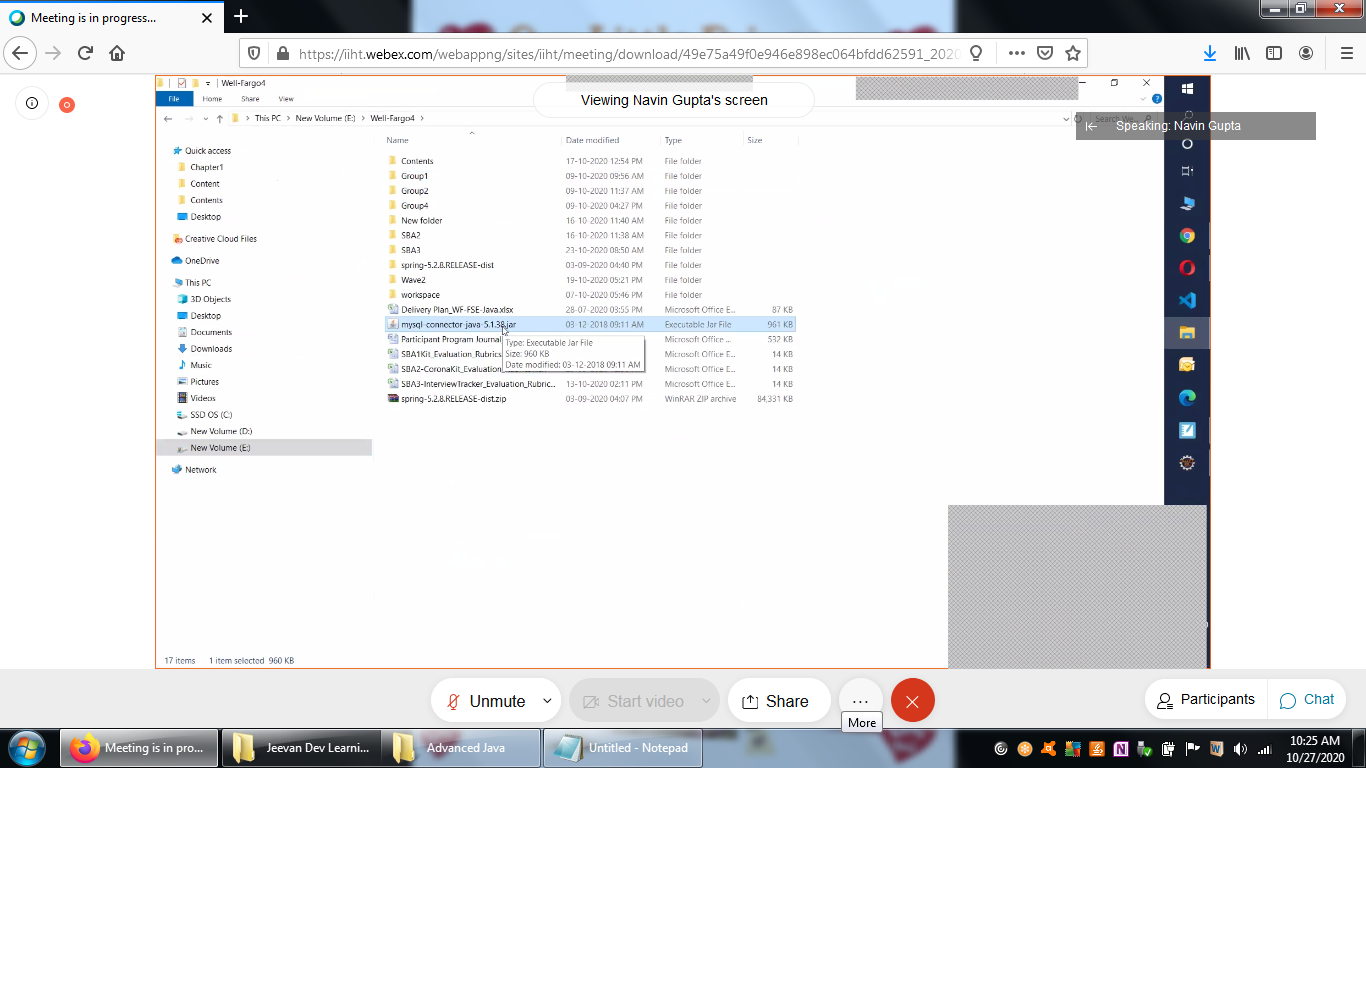 Meeting is in progress...
https://iiht.webex.com/webappng/sites/iiht/meeting/download/49e75a49f0e946e898ec064bfdd62591_2020
Well-Fargo4
File Home Share View
Viewing Navin Gupta's screen
This PC > New Volume (E:) > Well-Fargo4 >
Search We...
Speaking: Navin Gupta
Name Date modified Type Size
Quick access
Chapter1
Content
Contents
Desktop
Creative Cloud Files
OneDrive
This PC
3D Objects
Desktop
Documents
Downloads
Music
Pictures
Videos
SSD OS (C:)
New Volume (D:)
New Volume (E:)
Network
Contents 17-10-2020 12:54 PM File folder
Group1 09-10-2020 09:56 AM File folder
Group2 09-10-2020 11:37 AM File folder
Group4 09-10-2020 04:27 PM File folder
New folder 16-10-2020 11:40 AM File folder
SBA2 16-10-2020 11:38 AM File folder
SBA3 23-10-2020 08:50 AM File folder
spring-5.2.8.RELEASE-dist 03-09-2020 04:40 PM File folder
Wave2 19-10-2020 05:21 PM File folder
workspace 07-10-2020 05:46 PM File folder
Delivery Plan_WF-FSE-Java.xlsx 28-07-2020 03:55 PM Microsoft Office E... 87 KB
mysql-connector-java-5.1.38.jar 03-12-2018 09:11 AM Executable Jar File 961 KB
Participant Program Journal Microsoft Office ... 532 KB
SBA1Kit_Evaluation_Rubrics Microsoft Office E... 14 KB
SBA2-CoronaKit_Evaluation_ Microsoft Office E... 14 KB
SBA3-InterviewTracker_Evaluation_Rubric... 13-10-2020 02:11 PM Microsoft Office E... 14 KB
spring-5.2.8.RELEASE-dist.zip 03-09-2020 04:07 PM WinRAR ZIP archive 84,331 KB
Type: Executable Jar File
Size: 960 KB
Date modified: 03-12-2018 09:11 AM
17 items 1 item selected 960 KB
Unmute Start video Share ... Participants Chat
More
Meeting is in pro... Jeevan Dev Learni... Advanced Java Untitled - Notepad
10:25 AM
10/27/2020